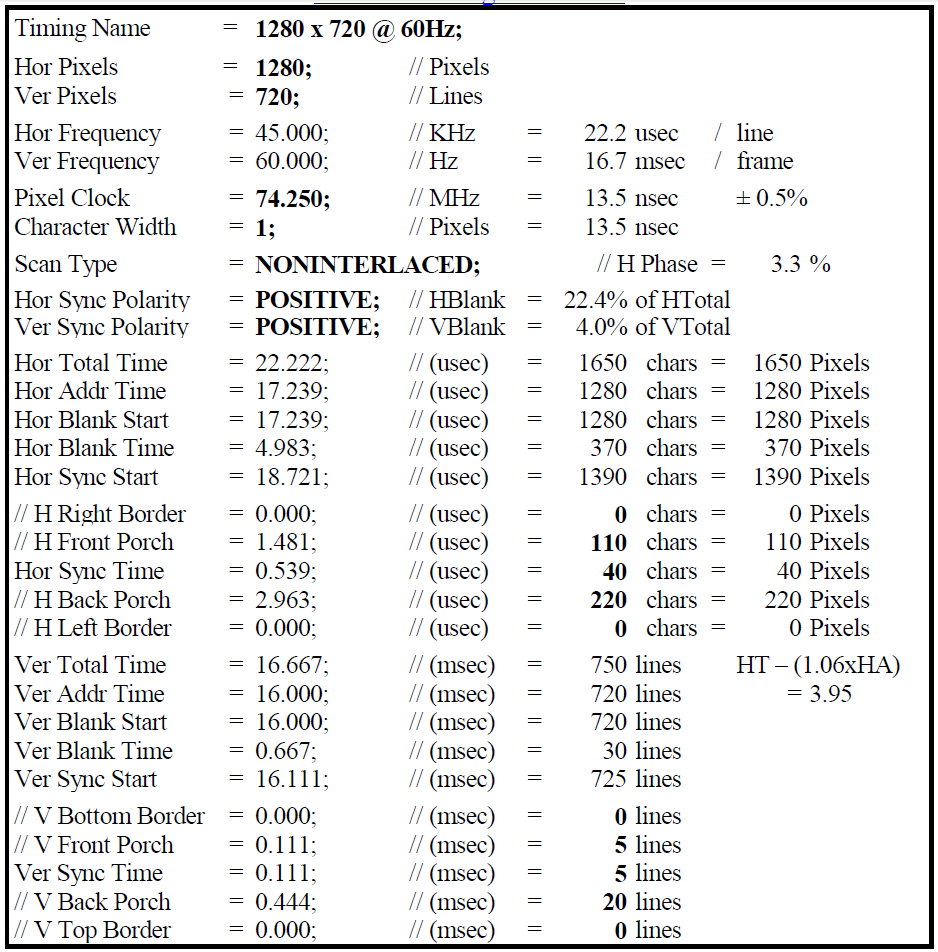 Timing Name = 1280 x 720 @ 60Hz;
Hor Pixels = 1280; // Pixels
Ver Pixels = 720; // Lines
Hor Frequency = 45.000; // KHz = 22.2 usec / line
Ver Frequency = 60.000; // Hz = 16.7 msec / frame
Pixel Clock = 74.250; // MHz = 13.5 nsec ± 0.5%
Character Width = 1; // Pixels = 13.5 nsec
Scan Type = NONINTERLACED; // H Phase = 3.3 %
Hor Sync Polarity = POSITIVE; // HBlank = 22.4% of HTotal
Ver Sync Polarity = POSITIVE; // VBlank = 4.0% of VTotal
Hor Total Time = 22.222; // (usec) = 1650 chars = 1650 Pixels
Hor Addr Time = 17.239; // (usec) = 1280 chars = 1280 Pixels
Hor Blank Start = 17.239; // (usec) = 1280 chars = 1280 Pixels
Hor Blank Time = 4.983; // (usec) = 370 chars = 370 Pixels
Hor Sync Start = 18.721; // (usec) = 1390 chars = 1390 Pixels
// H Right Border = 0.000; // (usec) = 0 chars = 0 Pixels
// H Front Porch = 1.481; // (usec) = 110 chars = 110 Pixels
Hor Sync Time = 0.539; // (usec) = 40 chars = 40 Pixels
// H Back Porch = 2.963; // (usec) = 220 chars = 220 Pixels
// H Left Border = 0.000; // (usec) = 0 chars = 0 Pixels
Ver Total Time = 16.667; // (msec) = 750 lines HT – (1.06xHA)
Ver Addr Time = 16.000; // (msec) = 720 lines = 3.95
Ver Blank Start = 16.000; // (msec) = 720 lines
Ver Blank Time = 0.667; // (msec) = 30 lines
Ver Sync Start = 16.111; // (msec) = 725 lines
// V Bottom Border = 0.000; // (msec) = 0 lines
// V Front Porch = 0.111; // (msec) = 5 lines
Ver Sync Time = 0.111; // (msec) = 5 lines
// V Back Porch = 0.444; // (msec) = 20 lines
// V Top Border = 0.000; // (msec) = 0 lines